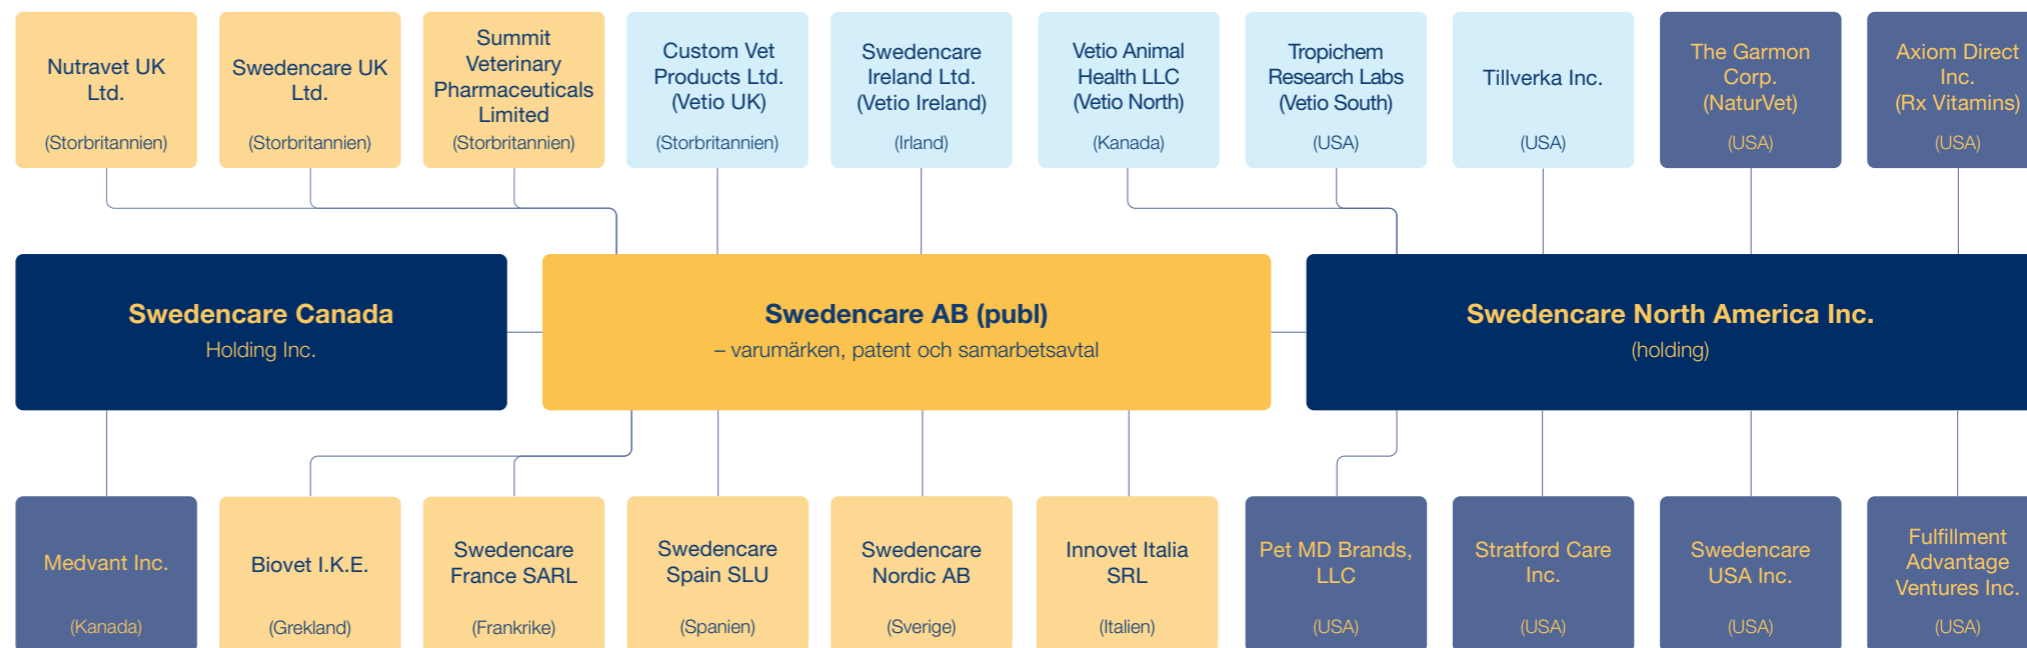 Nutravet UK
Ltd.
(Storbritannien)
Swedencare UK
Ltd.
(Storbritannien)
Summit
Veterinary
Pharmaceuticals
Limited
(Storbritannien)
Custom Vet
Products Ltd.
(Vetio UK)
(Storbritannien)
Swedencare
Ireland Ltd.
(Vetio Ireland)
(Irland)
Vetio Animal
Health LLC
(Vetio North)
(Kanada)
Tropichem
Research Labs
(Vetio South)
(USA)
Tillverka Inc.
(USA)
The Garmon
Corp.
(NaturVet)
(USA)
Axiom Direct
Inc.
(Rx Vitamins)
(USA)
Swedencare Canada
Holding Inc.
Swedencare AB (publ)
– varumärken, patent och samarbetsavtal
Swedencare North America Inc.
(holding)
Medvant Inc.
(Kanada)
Biovet I.K.E.
(Grekland)
Swedencare
France SARL
(Frankrike)
Swedencare
Spain SLU
(Spanien)
Swedencare
Nordic AB
(Sverige)
Innovet Italia
SRL
(Italien)
Pet MD Brands,
LLC
(USA)
Stratford Care
Inc.
(USA)
Swedencare
USA Inc.
(USA)
Fulfillment
Advantage
Ventures Inc.
(USA)